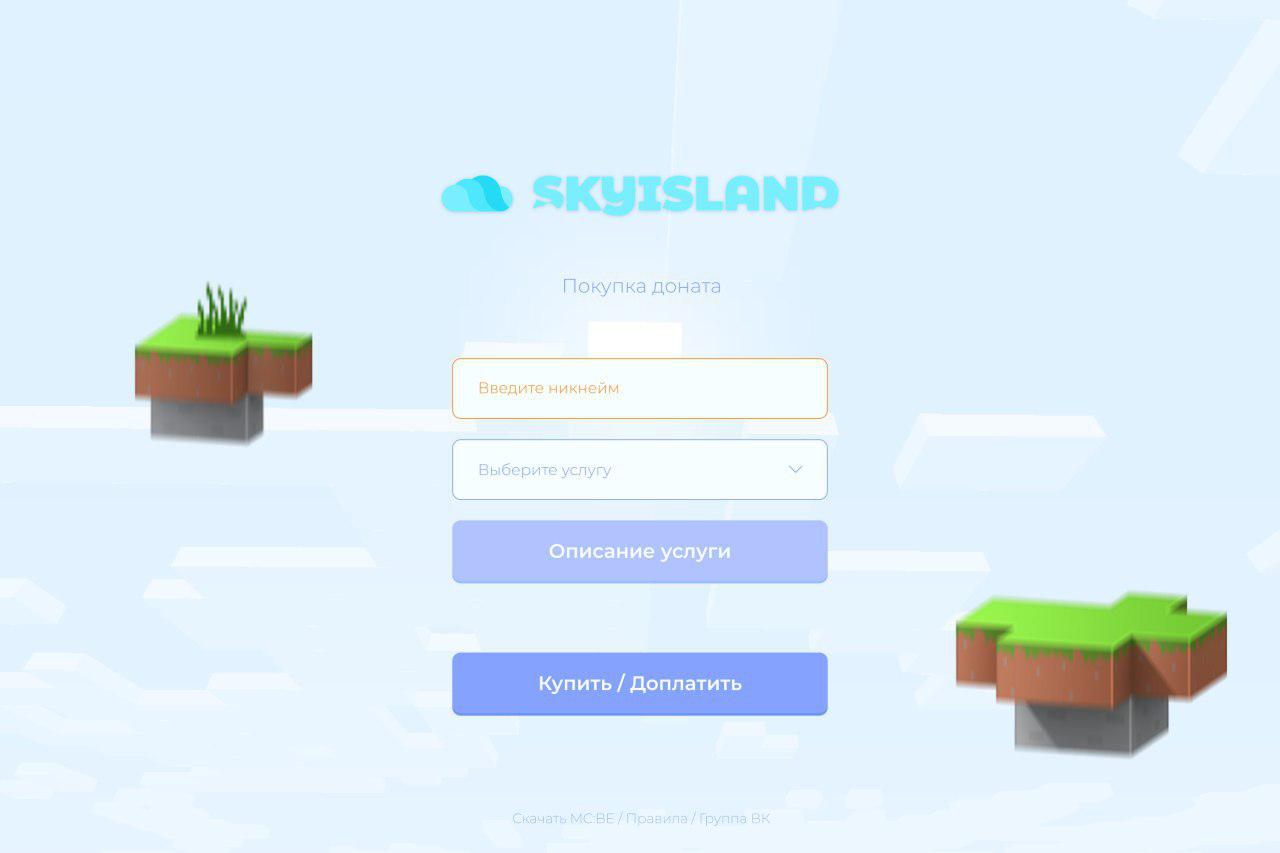 SKYISLAND
Покупка доната
Введите никнейм
Выберите услугу
Описание услуги
Купить / Доплатить
Скачать MC:BE / Правила / Группа ВК